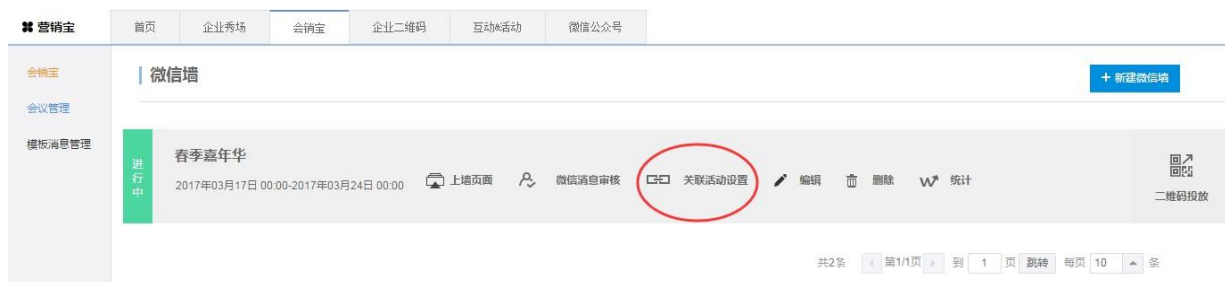 营销宝 首页 企业秀场 会销宝 企业二维码 互动&活动 微信公众号
会销宝
会议管理
模板消息管理
微信墙
+ 新建微信墙
进行中
春季嘉年华
2017年03月17日 00:00-2017年03月24日 00:00
上墙页面 微信消息审核 关联活动设置 编辑 删除 统计
二维码投放
共2条 第1/1页 到 1 页 跳转 每页 10 条